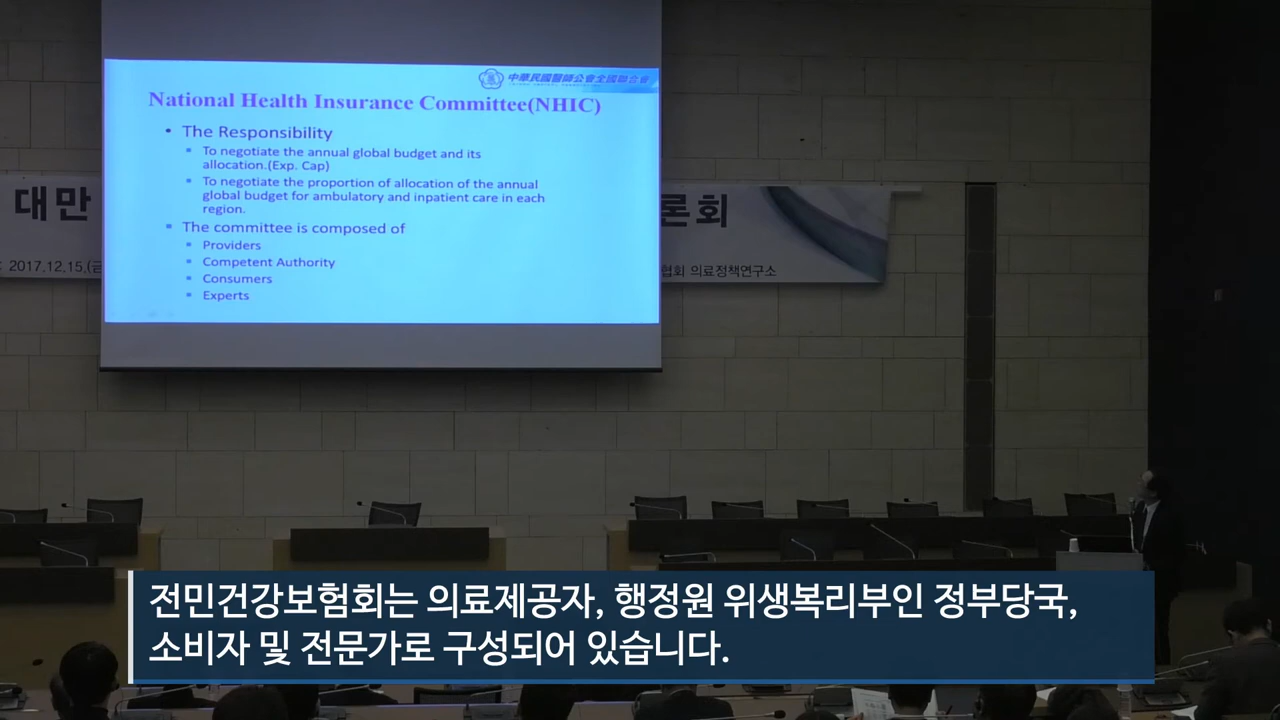 中華民國醫師公會全國聯合會
National Health Insurance Committee(NHIC)
• The Responsibility
▪ To negotiate the annual global budget and its
allocation.(Exp. Cap)
▪ To negotiate the proportion of allocation of the annual
global budget for ambulatory and inpatient care in each
region.
▪ The committee is composed of
▪ Providers
▪ Competent Authority
▪ Consumers
▪ Experts
대만
론회
: 2017.12.15.(금
협회 의료정책연구소
전민건강보험회는 의료제공자, 행정원 위생복리부인 정부당국,
소비자 및 전문가로 구성되어 있습니다.